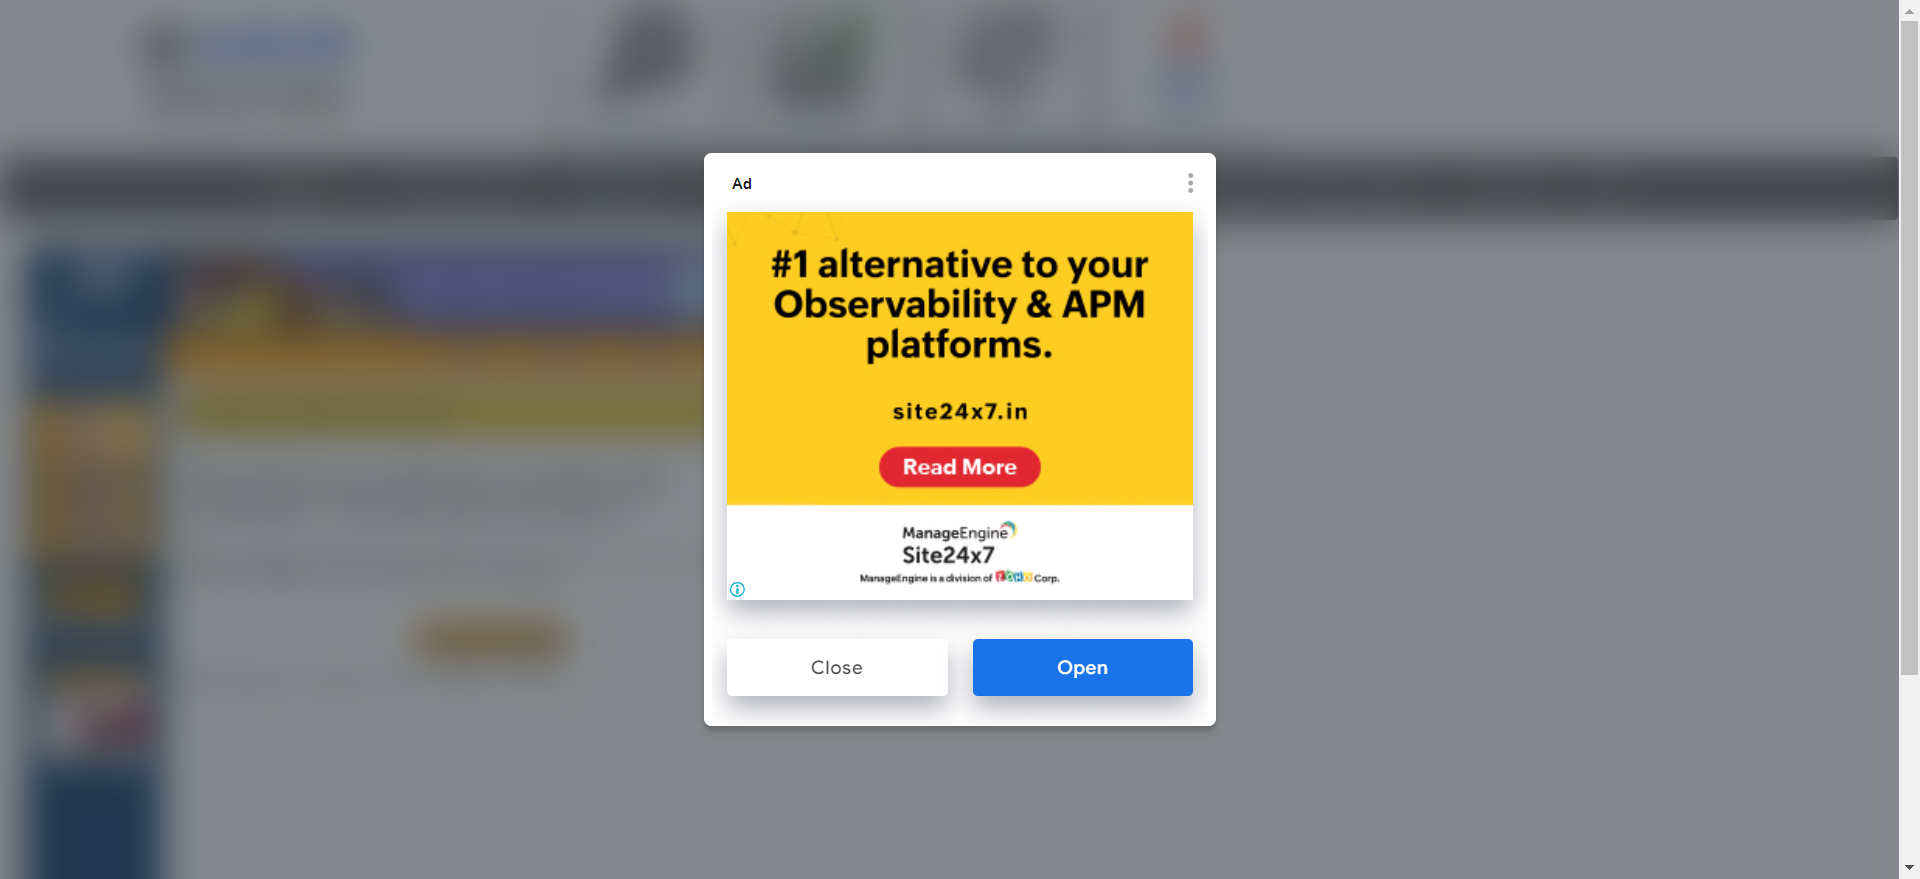 Ad
#1 alternative to your
Observability & APM
platforms.
site24x7.in
Read More
ManageEngine
Site24x7
ManageEngine is a division of ZOHO Corp.
Close
Open